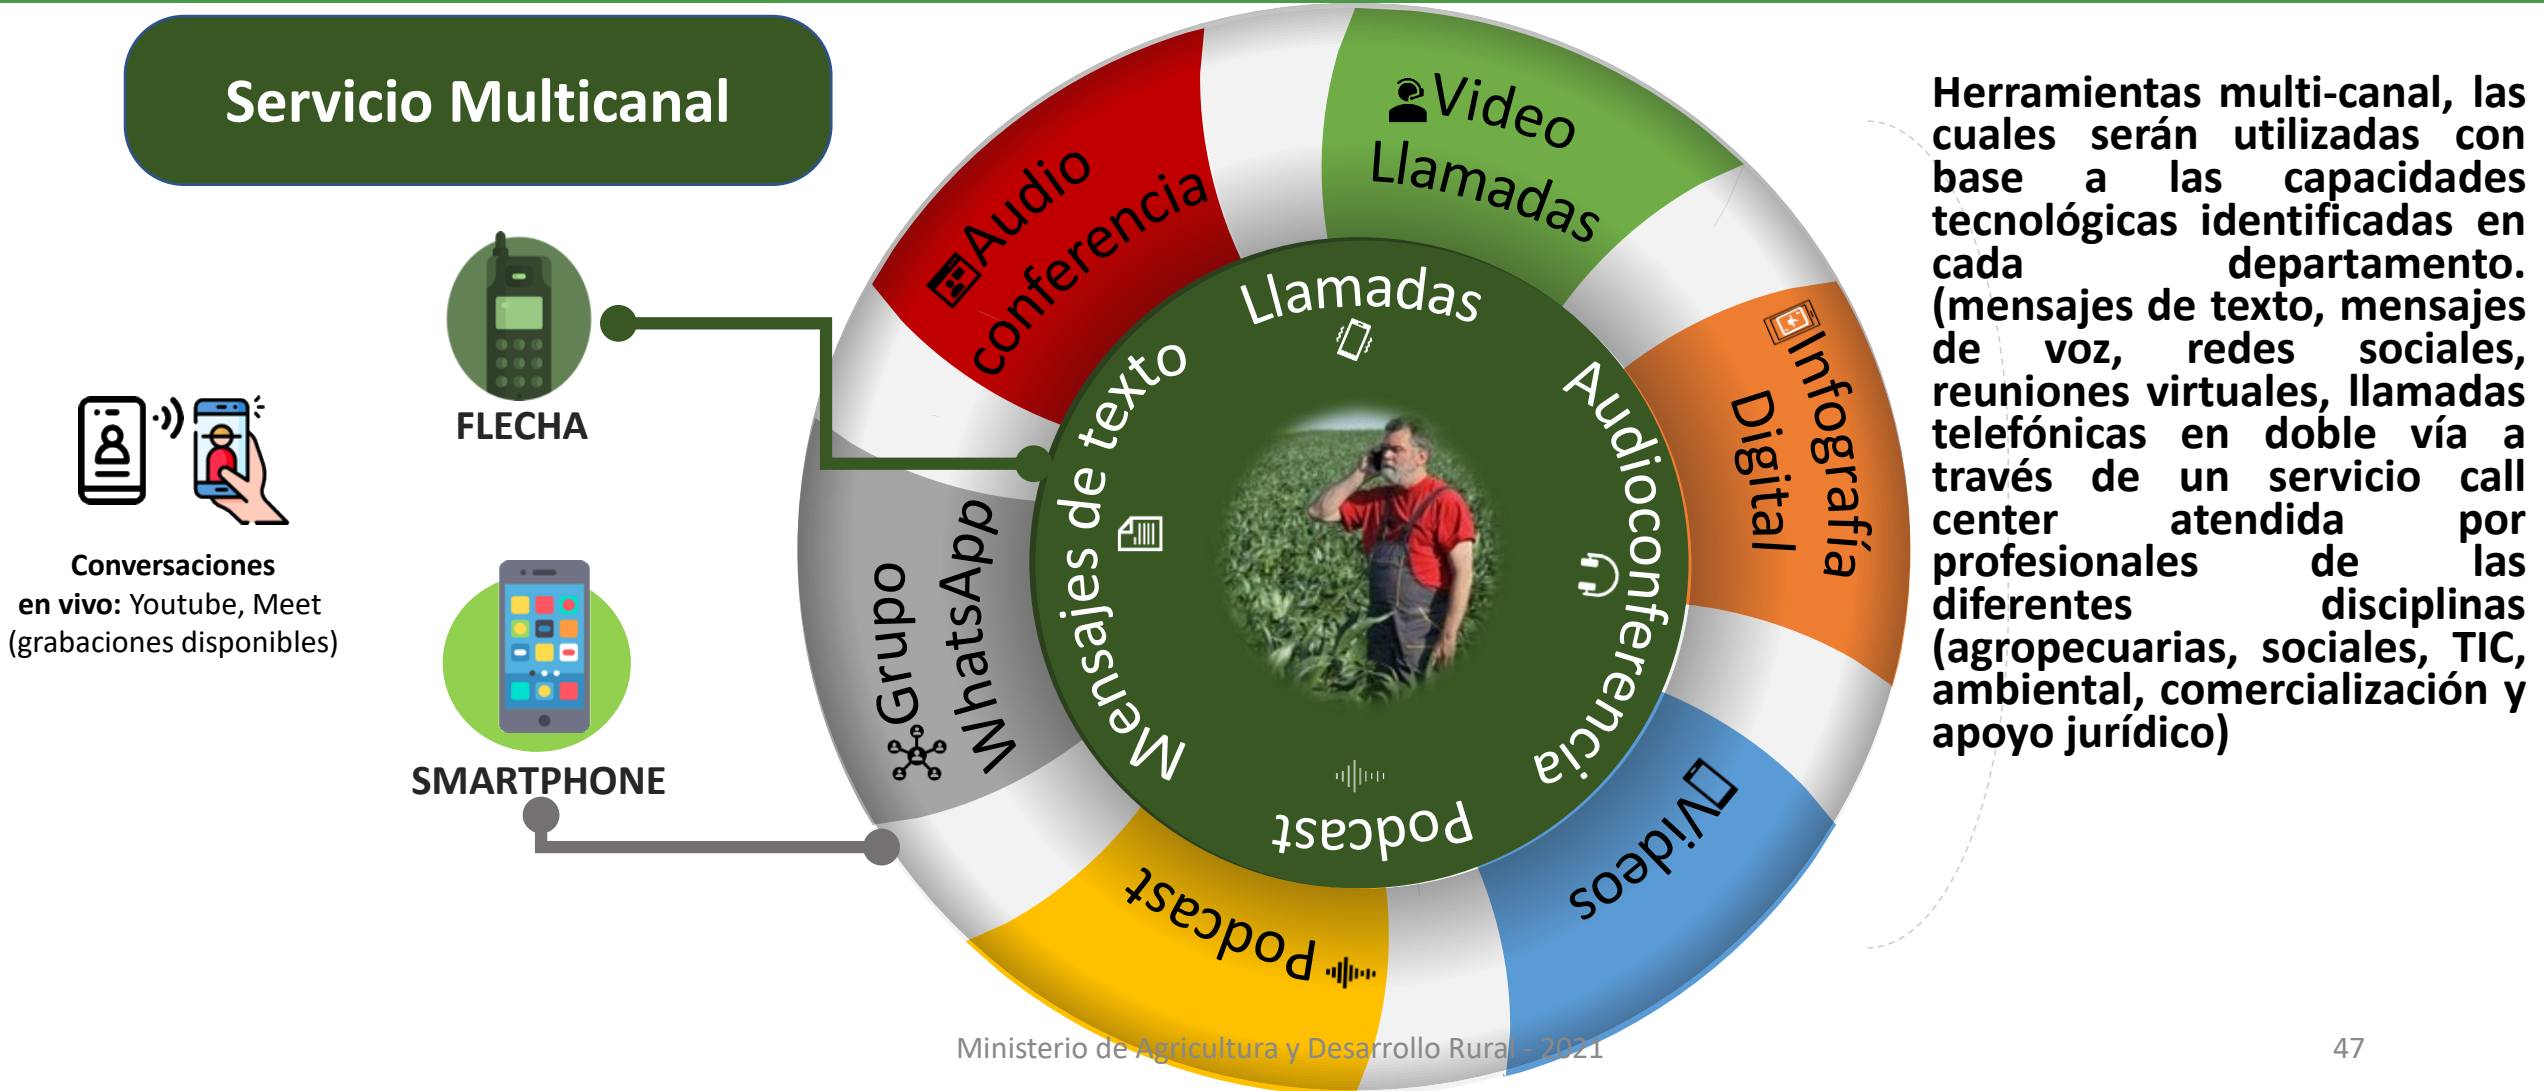 Servicio Multicanal
FLECHA
Conversaciones
en vivo: Youtube, Meet
(grabaciones disponibles)
SMARTPHONE
Audio
conferencia
Video
Llamadas
Infografía
Digital
Videos
Podcast
Grupo
WhatsApp
Llamadas
Audioconferencia
Podcast
Mensajes de texto
Herramientas multi-canal, las
cuales serán utilizadas con
base a las capacidades
tecnológicas identificadas en
cada departamento.
(mensajes de texto, mensajes
de voz, redes sociales,
reuniones virtuales, llamadas
telefónicas en doble vía a
través de un servicio call
center atendida por
profesionales de las
diferentes disciplinas
(agropecuarias, sociales, TIC,
ambiental, comercialización y
apoyo jurídico)
Ministerio de Agricultura y Desarrollo Rural - 2021
47